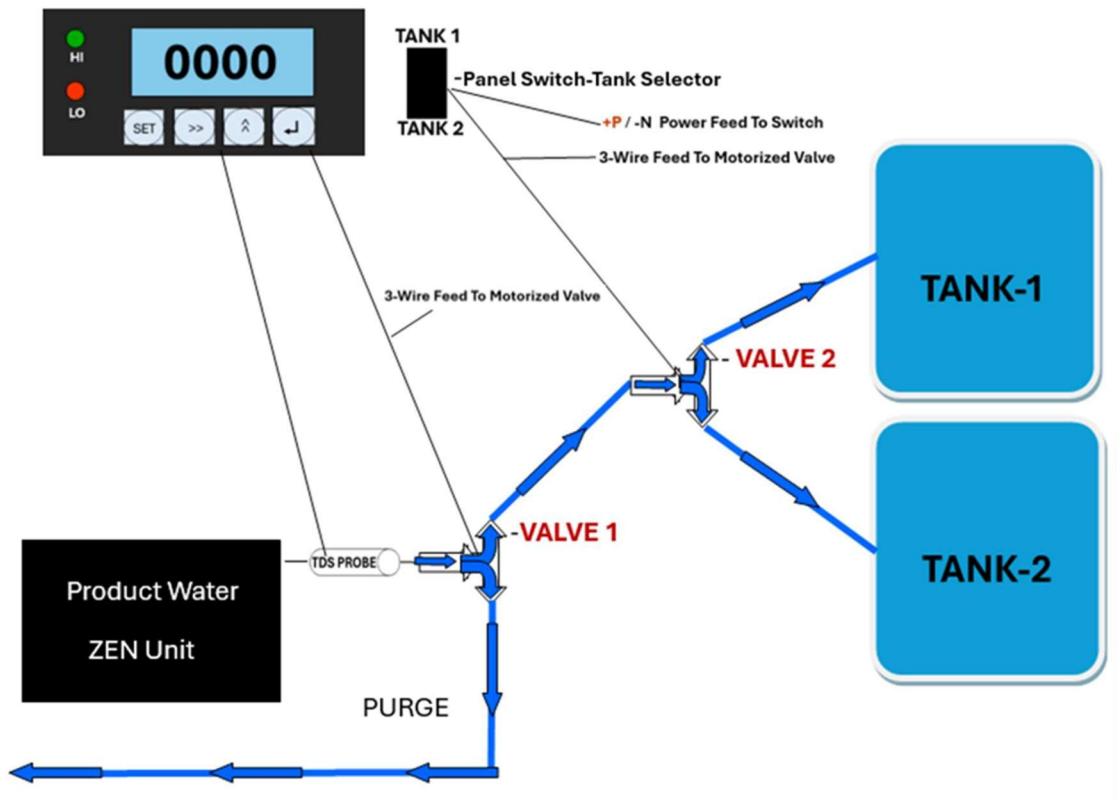 HI
0000
LO
SET
>>
TANK 1
-Panel Switch-Tank Selector
TANK 2
+P / -N Power Feed To Switch
3-Wire Feed To Motorized Valve
TANK-1
3-Wire Feed To Motorized Valve
- VALVE 2
-VALVE 1
TDS PROBE
TANK-2
Product Water
ZEN Unit
PURGE